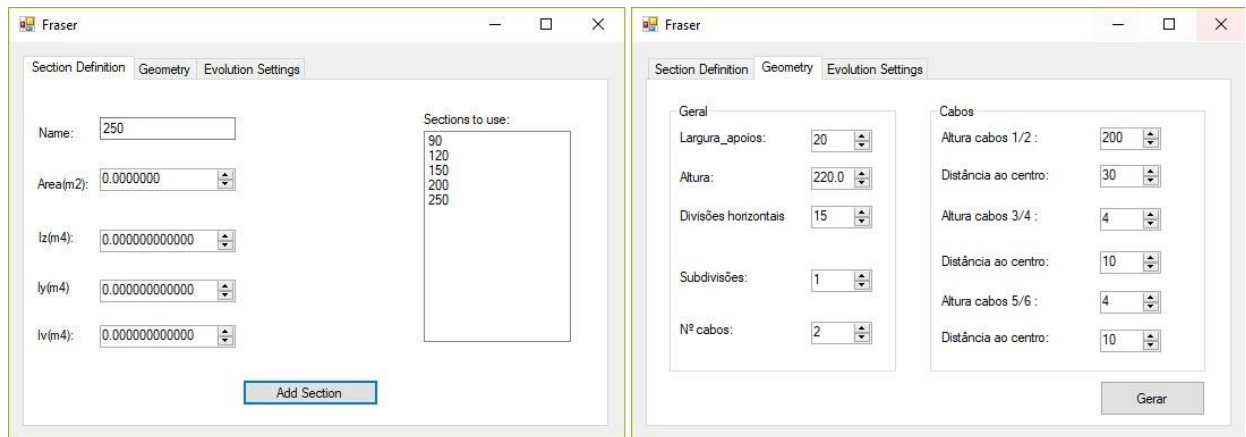 Fraser
Section Definition Geometry Evolution Settings
Name: 250
Area(m2): 0.0000000
Iz(m4): 0.000000000000
Iy(m4) 0.000000000000
Iv(m4): 0.000000000000
Sections to use:
90
120
150
200
250
Add Section
Fraser
Section Definition Geometry Evolution Settings
Geral
Largura_apoios: 20
Altura: 220.0
Divisões horizontais 15
Subdivisões: 1
Nº cabos: 2
Cabos
Altura cabos 1/2 : 200
Distância ao centro: 30
Altura cabos 3/4 : 4
Distância ao centro: 10
Altura cabos 5/6 : 4
Distância ao centro: 10
Gerar